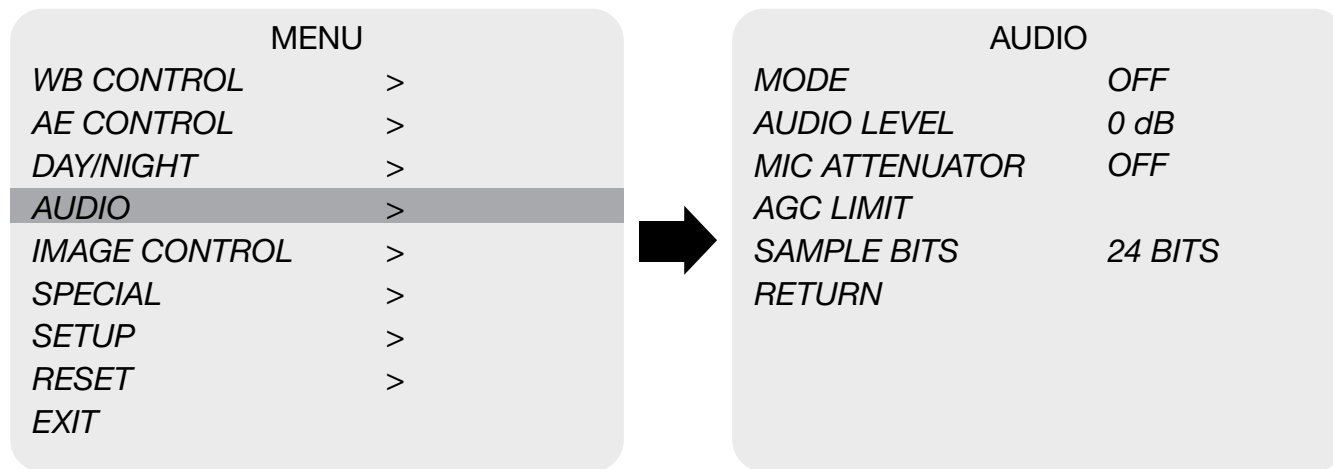 MENU
WB CONTROL >
AE CONTROL >
DAY/NIGHT >
AUDIO >
IMAGE CONTROL >
SPECIAL >
SETUP >
RESET >
EXIT
AUDIO
MODE OFF
AUDIO LEVEL 0 dB
MIC ATTENUATOR OFF
AGC LIMIT
SAMPLE BITS 24 BITS
RETURN